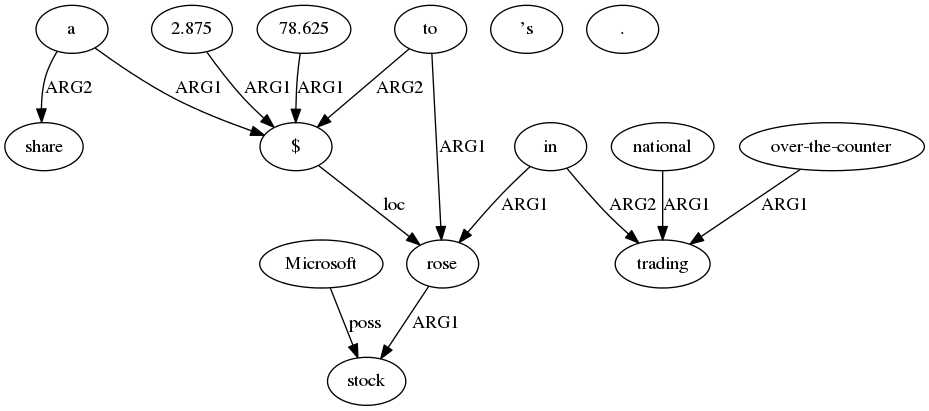 a 2.875 78.625 to ’s .
ARG2 ARG1 ARG1 ARG1 ARG2
share $ ARG1 in national over-the-counter
loc ARG1 ARG2 ARG1 ARG1
Microsoft rose trading
poss ARG1
stock